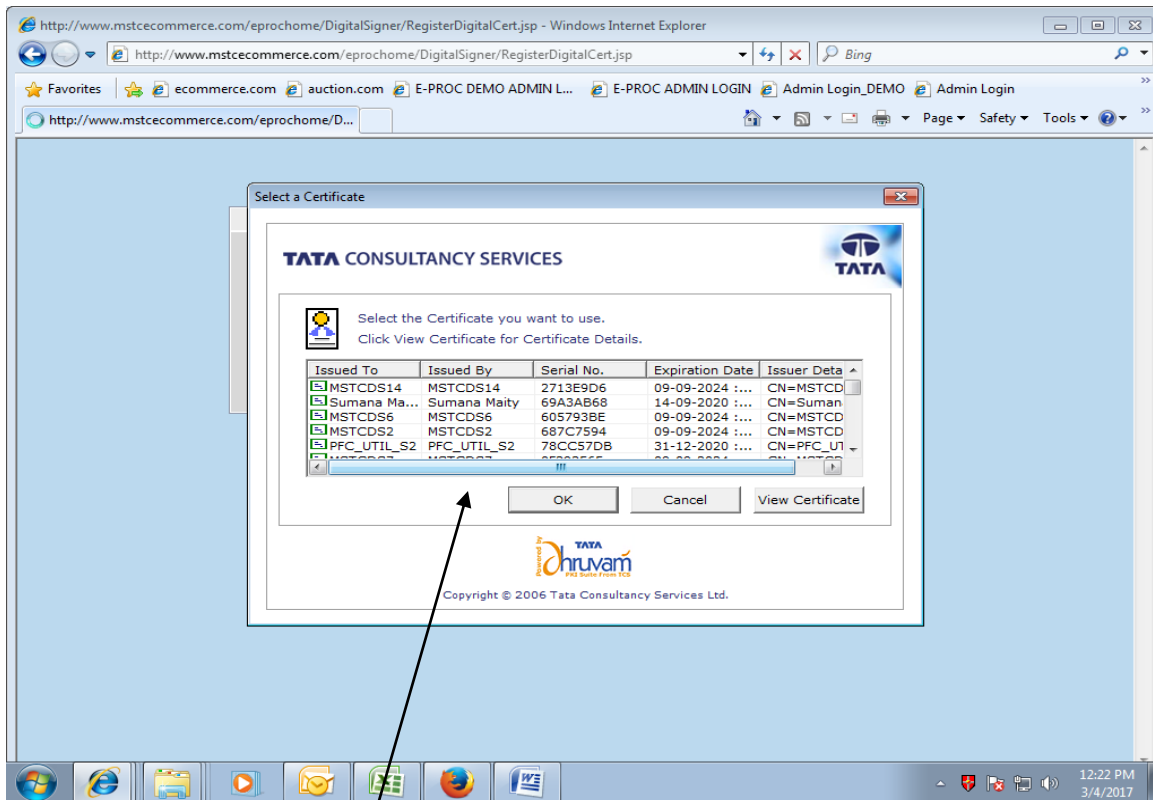 http://www.mstcecommerce.com/eprochome/DigitalSigner/RegisterDigitalCert.jsp - Windows Internet Explorer
http://www.mstcecommerce.com/eprochome/DigitalSigner/RegisterDigitalCert.jsp Bing
Favorites ecommerce.com auction.com E-PROC DEMO ADMIN L... E-PROC ADMIN LOGIN Admin Login_DEMO Admin Login
http://www.mstcecommerce.com/eprochome/D... Page Safety Tools
Select a Certificate
TATA CONSULTANCY SERVICES
TATA
Select the Certificate you want to use.
Click View Certificate for Certificate Details.
Issued To Issued By Serial No. Expiration Date Issuer Deta
MSTCDS14 MSTCDS14 2713E9D6 09-09-2024 :... CN=MSTCD
Sumana Ma... Sumana Maity 69A3AB68 14-09-2020 :... CN=Suman
MSTCDS6 MSTCDS6 605793BE 09-09-2024 :... CN=MSTCD
MSTCDS2 MSTCDS2 687C7594 09-09-2024 :... CN=MSTCD
PFC_UTIL_S2 PFC_UTIL_S2 78CC57DB 31-12-2020 :... CN=PFC_UT
OK Cancel View Certificate
Powered by
TATA
Dhruvam
PKI Suite From TCS
Copyright © 2006 Tata Consultancy Services Ltd.
12:22 PM
3/4/2017